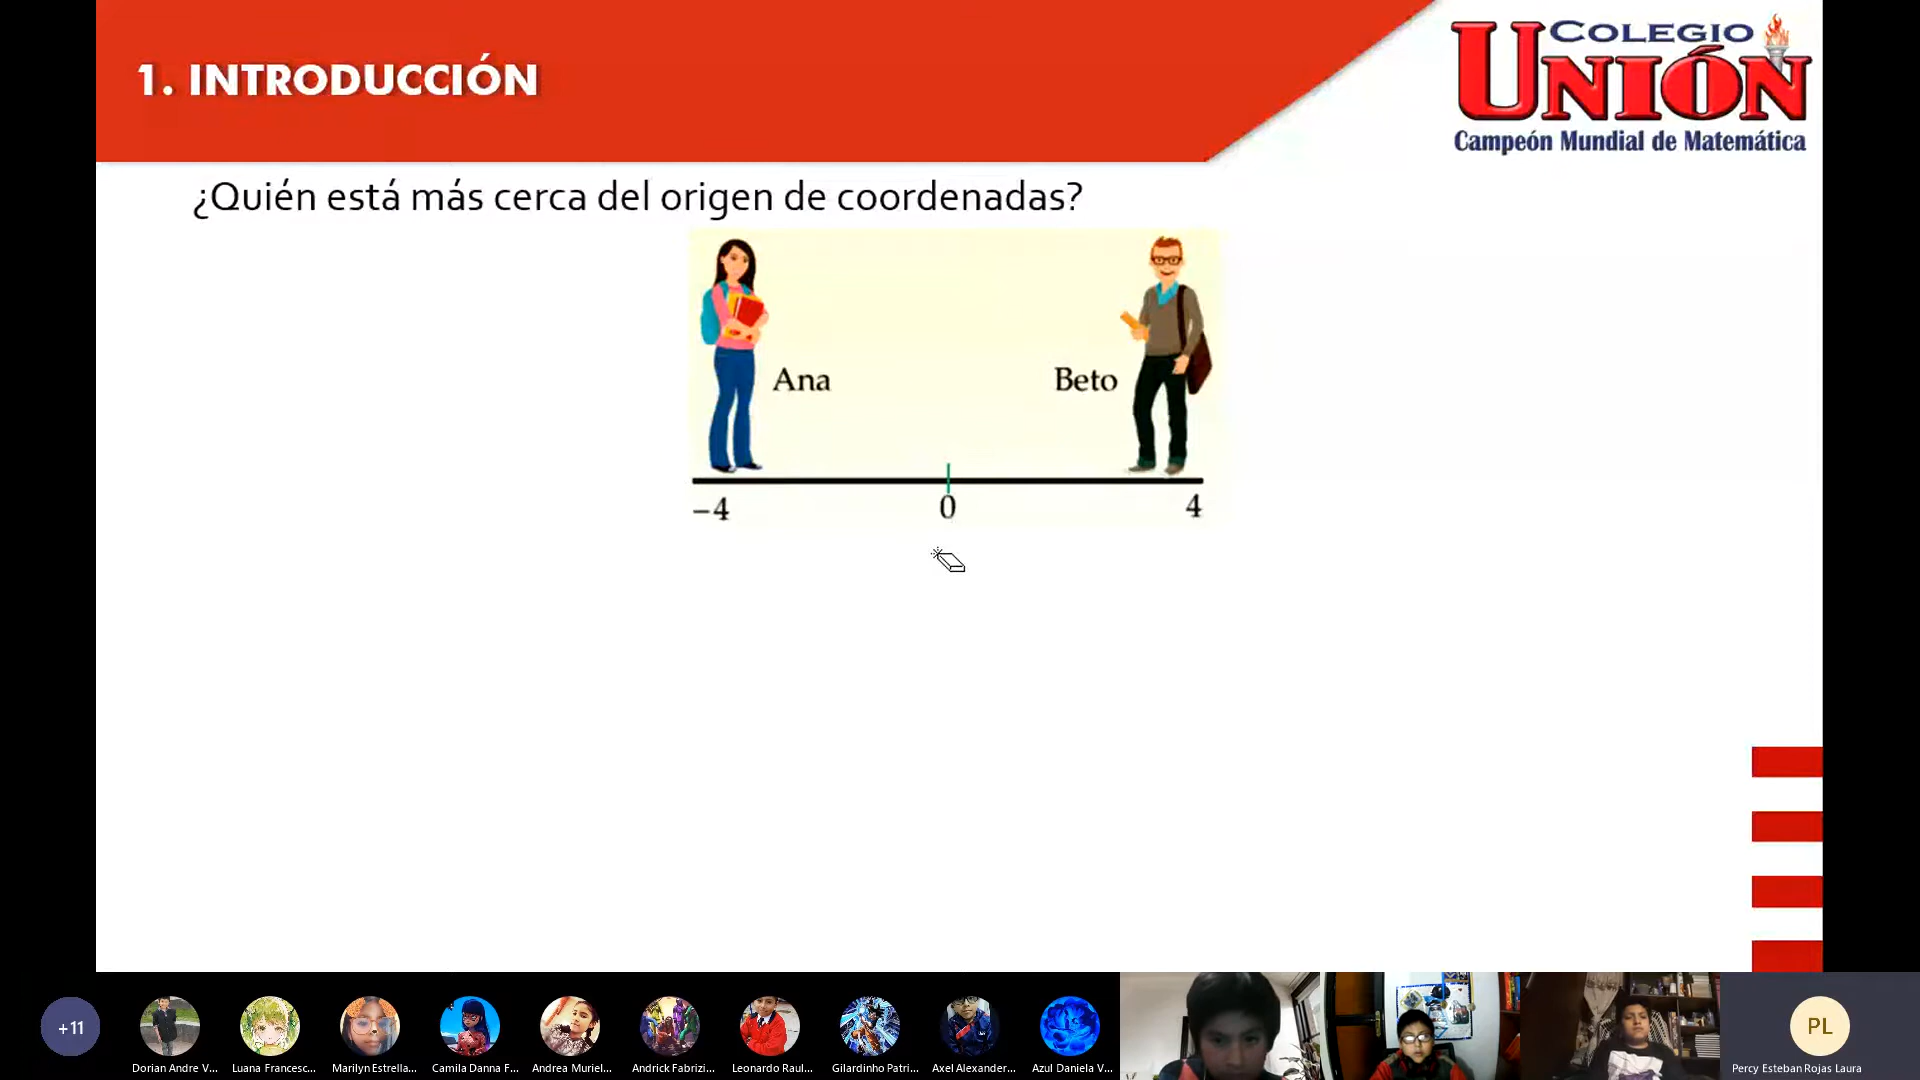 1. INTRODUCCIÓN
COLEGIO
UNIÓN
Campeón Mundial de Matemática
¿Quién está más cerca del origen de coordenadas?
Ana
Beto
−4
0
4
+11
Dorian Andre V...
Luana Francesc...
Marilyn Estrella...
Camila Danna F...
Andrea Muriel...
Andrick Fabrizi...
Leonardo Raul...
Gilardinho Patri...
Axel Alexander...
Azul Daniela V...
PL
Percy Esteban Rojas Laura